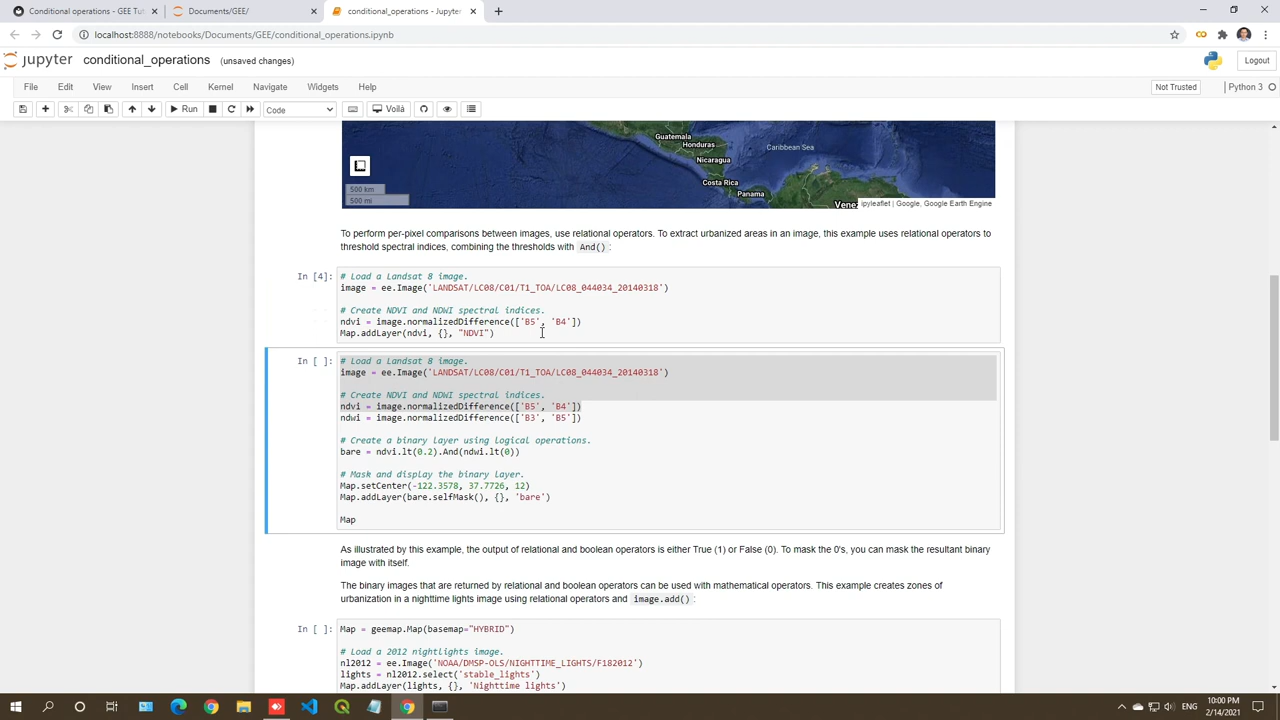 Conditional operations - GEE Tut
Documents/GEE/
conditional_operations - Jupyter
localhost:8888/notebooks/Documents/GEE/conditional_operations.ipynb
jupyter conditional_operations (unsaved changes)
Logout
File Edit View Insert Cell Kernel Navigate Widgets Help
Not Trusted
Python 3
Run
Code
Voilà
Guatemala
Honduras
Caribbean Sea
Nicaragua
Costa Rica
500 km
Panama
500 mi
Venez
ipyleaflet | Google, Google Earth Engine
To perform per-pixel comparisons between images, use relational operators. To extract urbanized areas in an image, this example uses relational operators to
threshold spectral indices, combining the thresholds with And():
In [4]:
# Load a Landsat 8 image.
image = ee.Image('LANDSAT/LC08/C01/T1_TOA/LC08_044034_20140318')
# Create NDVI and NDWI spectral indices.
ndvi = image.normalizedDifference(['B5', 'B4'])
Map.addLayer(ndvi, {}, "NDVI")
In [ ]:
# Load a Landsat 8 image.
image = ee.Image('LANDSAT/LC08/C01/T1_TOA/LC08_044034_20140318')
# Create NDVI and NDWI spectral indices.
ndvi = image.normalizedDifference(['B5', 'B4'])
ndwi = image.normalizedDifference(['B3', 'B5'])
# Create a binary layer using logical operations.
bare = ndvi.lt(0.2).And(ndwi.lt(0))
# Mask and display the binary layer.
Map.setCenter(-122.3578, 37.7726, 12)
Map.addLayer(bare.selfMask(), {}, 'bare')
Map
As illustrated by this example, the output of relational and boolean operators is either True (1) or False (0). To mask the 0's, you can mask the resultant binary
image with itself.
The binary images that are returned by relational and boolean operators can be used with mathematical operators. This example creates zones of
urbanization in a nighttime lights image using relational operators and image.add():
In [ ]:
Map = geemap.Map(basemap="HYBRID")
# Load a 2012 nightlights image.
nl2012 = ee.Image('NOAA/DMSP-OLS/NIGHTTIME_LIGHTS/F182012')
lights = nl2012.select('stable_lights')
Map.addLayer(lights, {}, 'Nighttime lights')
10:00 PM
2/14/2021